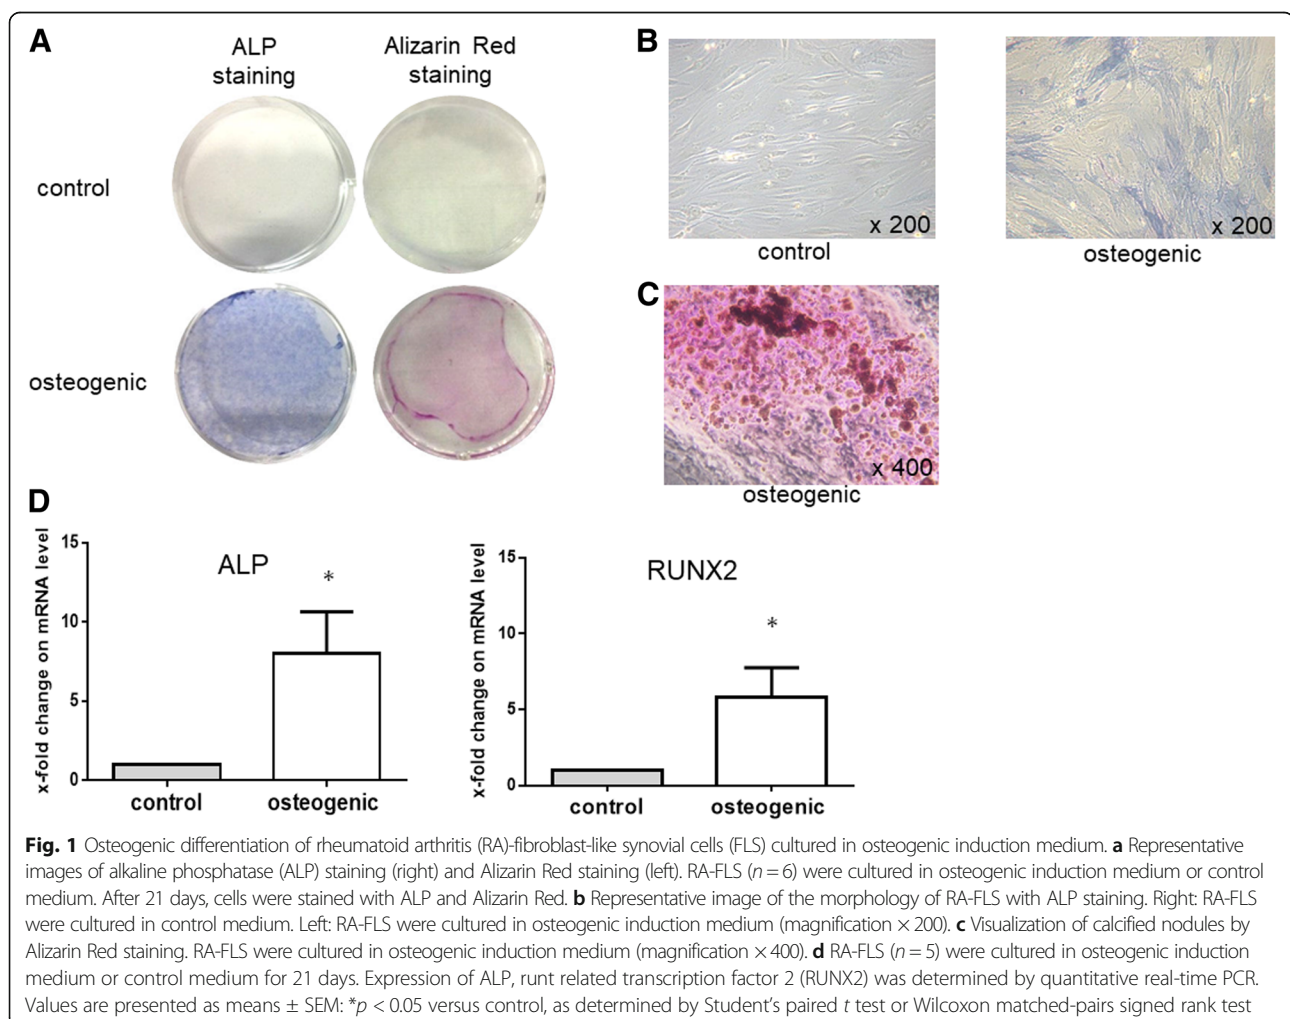 A
ALP
staining
Alizarin Red
staining
control
osteogenic
B
x 200
control
x 200
osteogenic
C
x 400
osteogenic
D
x-fold change on mRNA level
15
10
5
0
ALP
*
control
osteogenic
x-fold change on mRNA level
15
10
5
0
RUNX2
*
control
osteogenic
Fig. 1 Osteogenic differentiation of rheumatoid arthritis (RA)-fibroblast-like synovial cells (FLS) cultured in osteogenic induction medium. a Representative
images of alkaline phosphatase (ALP) staining (right) and Alizarin Red staining (left). RA-FLS (n = 6) were cultured in osteogenic induction medium or control
medium. After 21 days, cells were stained with ALP and Alizarin Red. b Representative image of the morphology of RA-FLS with ALP staining. Right: RA-FLS
were cultured in control medium. Left: RA-FLS were cultured in osteogenic induction medium (magnification × 200). c Visualization of calcified nodules by
Alizarin Red staining. RA-FLS were cultured in osteogenic induction medium (magnification × 400). d RA-FLS (n = 5) were cultured in osteogenic induction
medium or control medium for 21 days. Expression of ALP, runt related transcription factor 2 (RUNX2) was determined by quantitative real-time PCR.
Values are presented as means ± SEM: *p < 0.05 versus control, as determined by Student's paired t test or Wilcoxon matched-pairs signed rank test